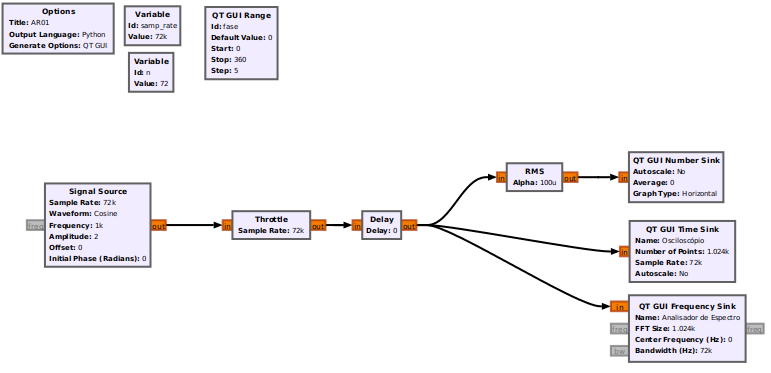 Options
Title: AR01
Output Language: Python
Generate Options: QT GUI
Variable
Id: samp_rate
Value: 72k
Variable
Id: n
Value: 72
QT GUI Range
Id: fase
Default Value: 0
Start: 0
Stop: 360
Step: 5
Signal Source
Sample Rate: 72k
Waveform: Cosine
Frequency: 1k
Amplitude: 2
Offset: 0
Initial Phase (Radians): 0
freq
out
in
Throttle
Sample Rate: 72k
out
in
Delay
Delay: 0
out
in
RMS
Alpha: 100u
out
in
QT GUI Number Sink
Autoscale: No
Average: 0
Graph Type: Horizontal
in
QT GUI Time Sink
Name: Osciloscópio
Number of Points: 1.024k
Sample Rate: 72k
Autoscale: No
in
freq
bw
QT GUI Frequency Sink
Name: Analisador de Espectro
FFT Size: 1.024k
Center Frequency (Hz): 0
Bandwidth (Hz): 72k
freq